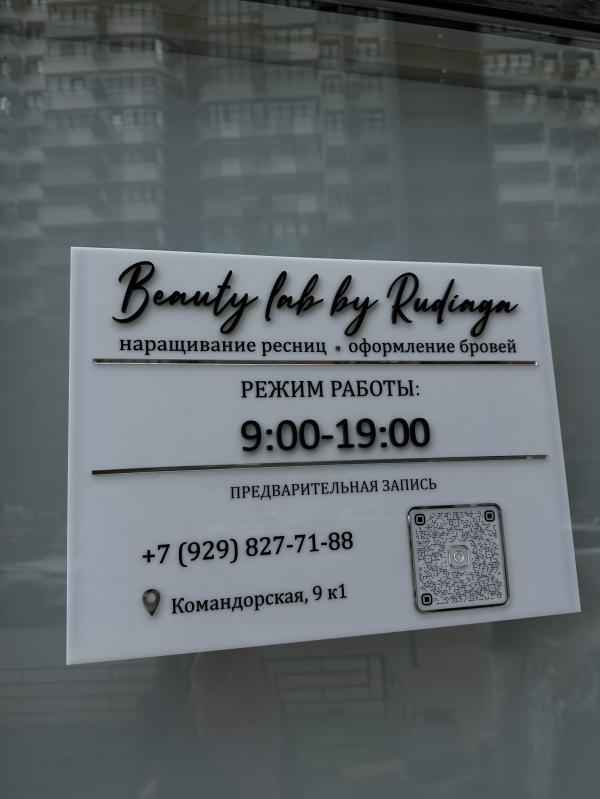 Beauty lab by Rudiaga
наращивание ресниц • оформление бровей
РЕЖИМ РАБОТЫ:
9:00-19:00
ПРЕДВАРИТЕЛЬНАЯ ЗАПИСЬ
+7 (929) 827-71-88
Командорская, 9 к1